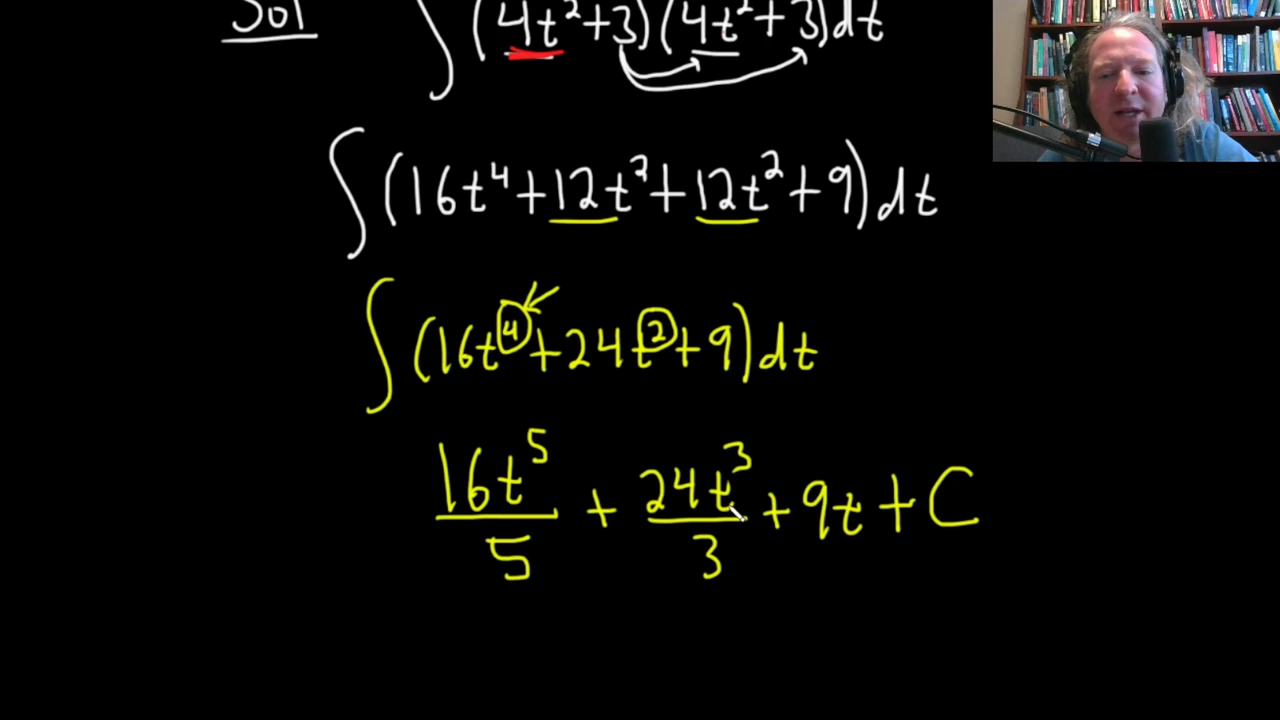 Sol ∫(4t²+3)(4t²+3)dt
∫(16t⁴+12t²+12t²+9)dt
∫(16t⁴+24t²+9)dt
16t⁵/5 + 24t³/3 + 9t + C